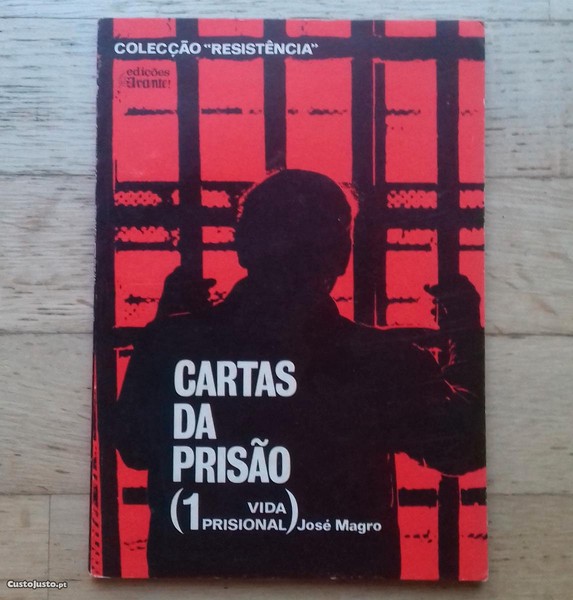 COLECÇÃO "RESISTÊNCIA"
edições
Avante!
CARTAS
DA
PRISÃO
(1 VIDA
PRISIONAL) José Magro
CustoJusto.pt